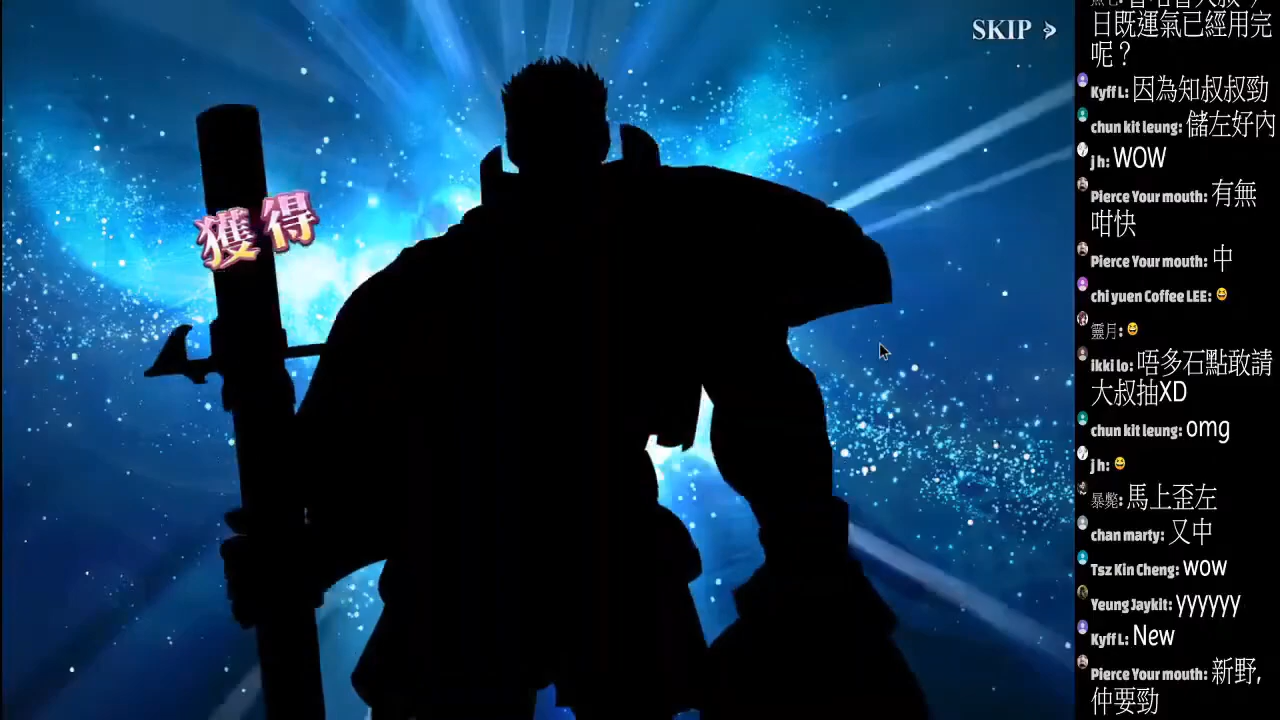 SKIP
獲得
日既運氣已經用完
呢？
Kyff L: 因為知叔叔勁
chun kit leung: 儲左好內
j h: WOW
Pierce Your mouth: 有無
咁快
Pierce Your mouth: 中
chi yuen Coffee LEE: 😆
靈月: 😆
ikki lo: 唔多石點敢請
大叔抽XD
chun kit leung: omg
j h: 😆
暴斃: 馬上歪左
chan marty: 又中
Tsz Kin Cheng: wow
Yeung Jaykit: yyyyyy
Kyff L: New
Pierce Your mouth: 新野,
仲要勁